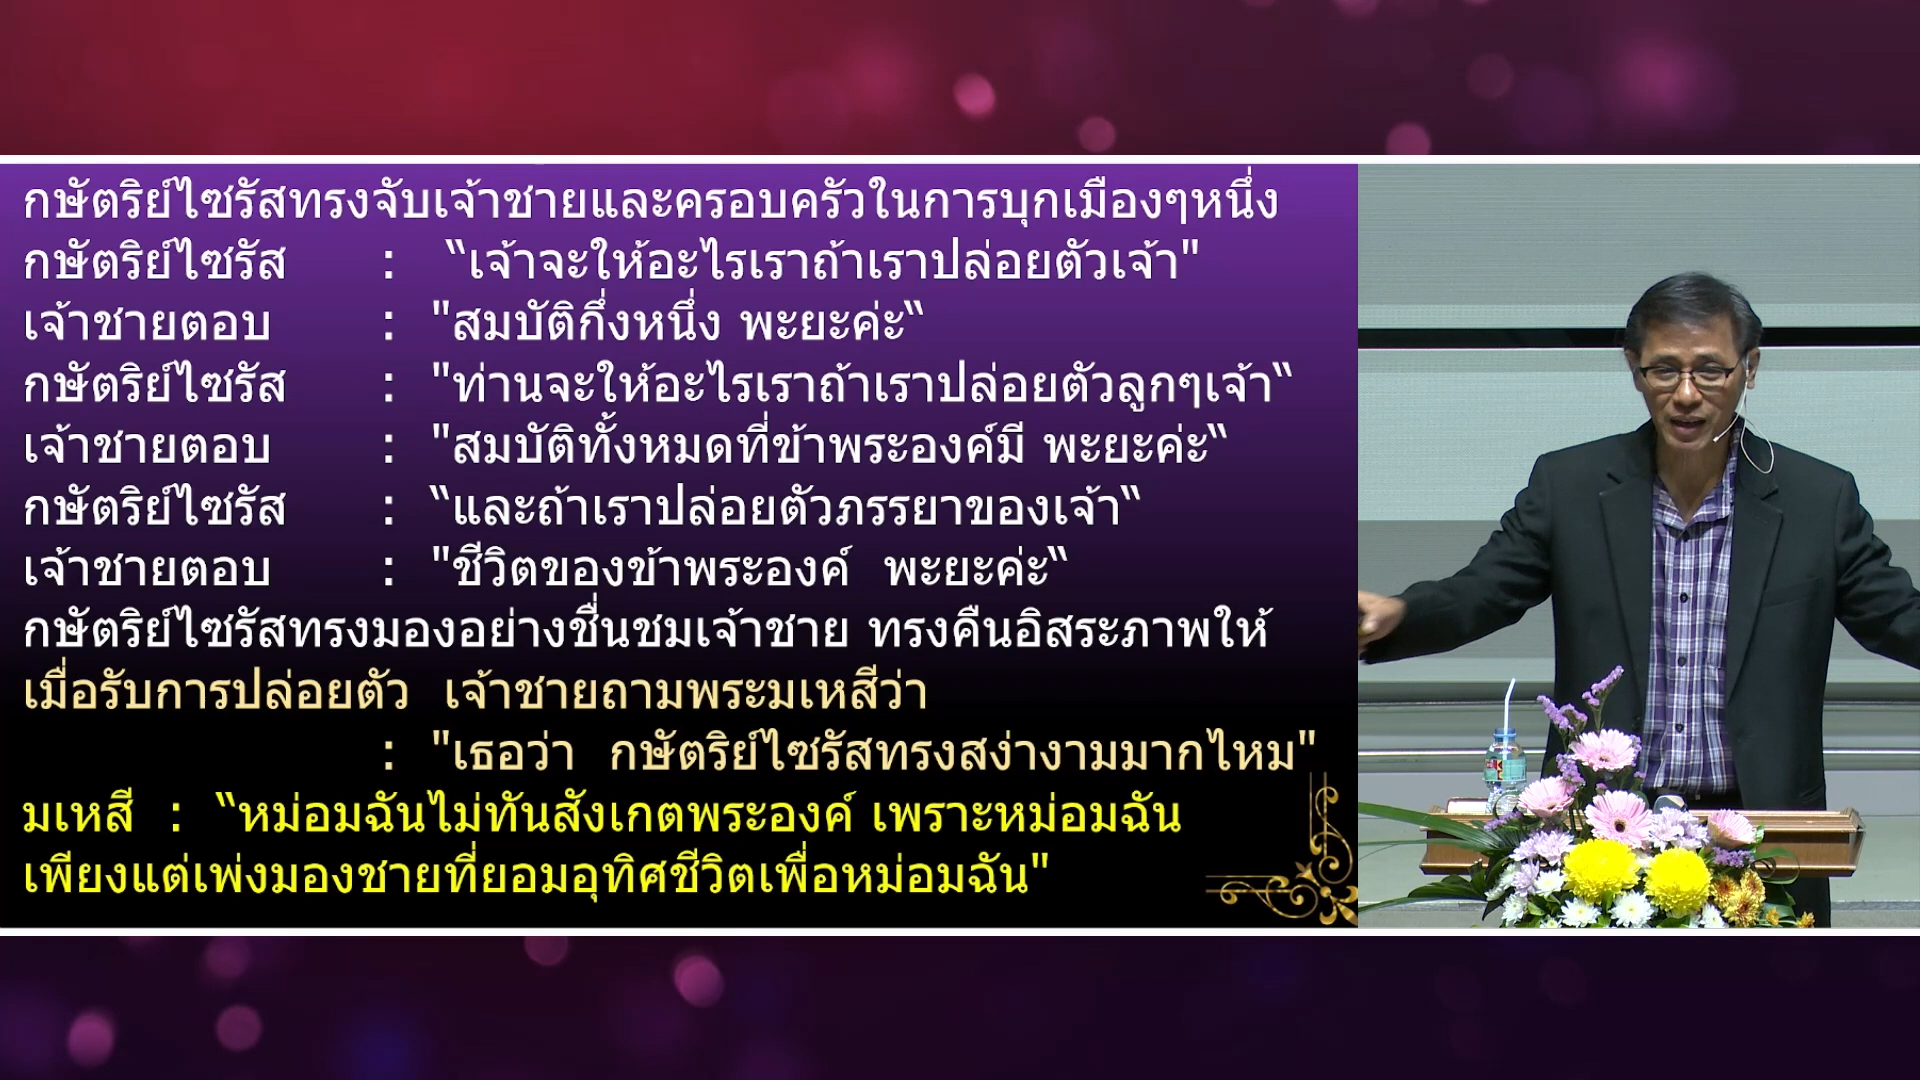 กษัตริย์ไซรัสทรงจับเจ้าชายและครอบครัวในการบุกเมืองๆหนึ่ง
กษัตริย์ไซรัส : “เจ้าจะให้อะไรเราถ้าเราปล่อยตัวเจ้า"
เจ้าชายตอบ : "สมบัติกึ่งหนึ่ง พะยะค่ะ“
กษัตริย์ไซรัส : "ท่านจะให้อะไรเราถ้าเราปล่อยตัวลูกๆเจ้า“
เจ้าชายตอบ : "สมบัติทั้งหมดที่ข้าพระองค์มี พะยะค่ะ“
กษัตริย์ไซรัส : “และถ้าเราปล่อยตัวภรรยาของเจ้า“
เจ้าชายตอบ : "ชีวิตของข้าพระองค์ พะยะค่ะ“
กษัตริย์ไซรัสทรงมองอย่างชื่นชมเจ้าชาย ทรงคืนอิสระภาพให้
เมื่อรับการปล่อยตัว เจ้าชายถามพระมเหสีว่า
: "เธอว่า กษัตริย์ไซรัสทรงสง่างามมากไหม"
มเหสี : “หม่อมฉันไม่ทันสังเกตพระองค์ เพราะหม่อมฉัน
เพียงแต่เพ่งมองชายที่ยอมอุทิศชีวิตเพื่อหม่อมฉัน"